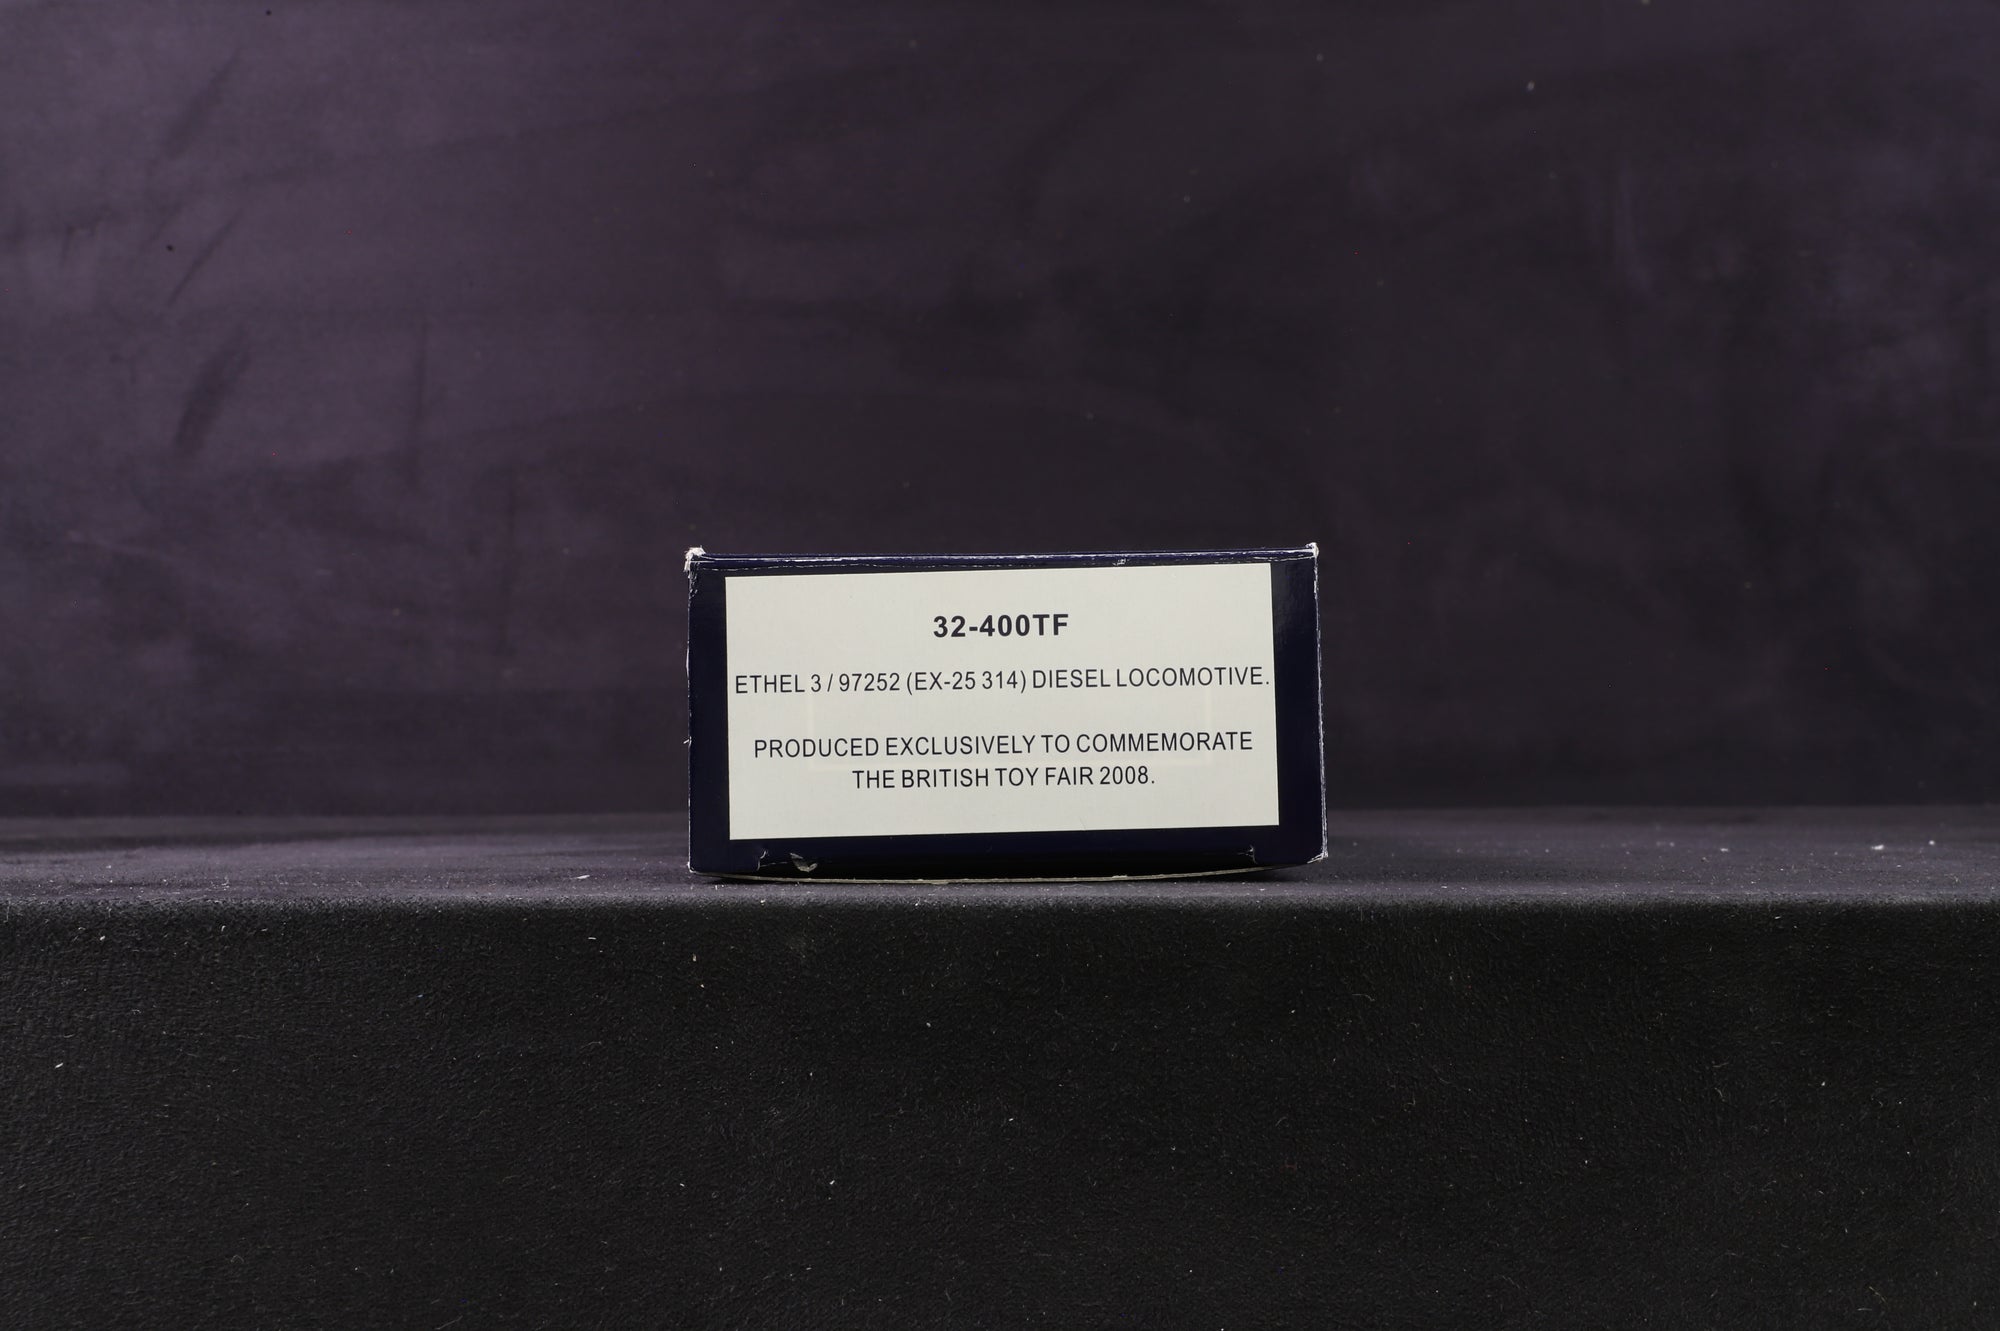 32-400TF
ETHEL 3 / 97252 (EX-25 314) DIESEL LOCOMOTIVE.
PRODUCED EXCLUSIVELY TO COMMEMORATE
THE BRITISH TOY FAIR 2008.